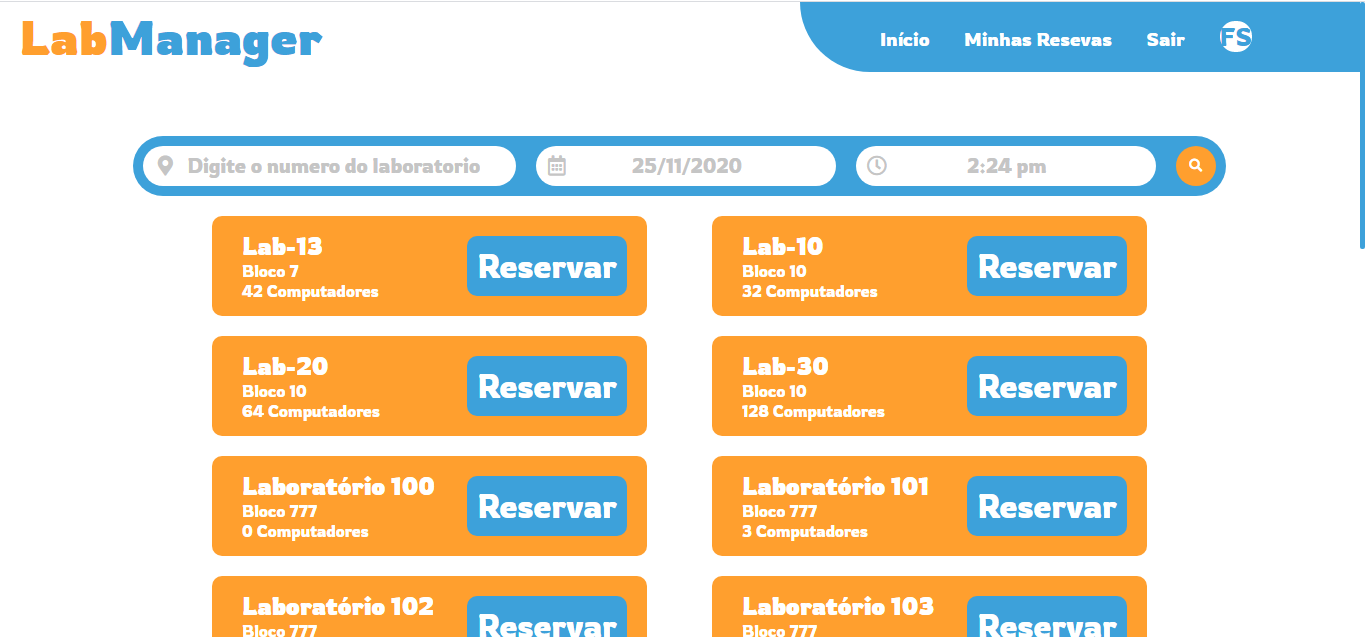 LabManager
Início Minhas Resevas Sair FS
Digite o numero do laboratorio 25/11/2020 2:24 pm
Lab-13
Bloco 7
42 Computadores
Reservar
Lab-10
Bloco 10
32 Computadores
Reservar
Lab-20
Bloco 10
64 Computadores
Reservar
Lab-30
Bloco 10
128 Computadores
Reservar
Laboratório 100
Bloco 777
0 Computadores
Reservar
Laboratório 101
Bloco 777
3 Computadores
Reservar
Laboratório 102
Bloco 777
Reservar
Laboratório 103
Bloco 777
Reservar